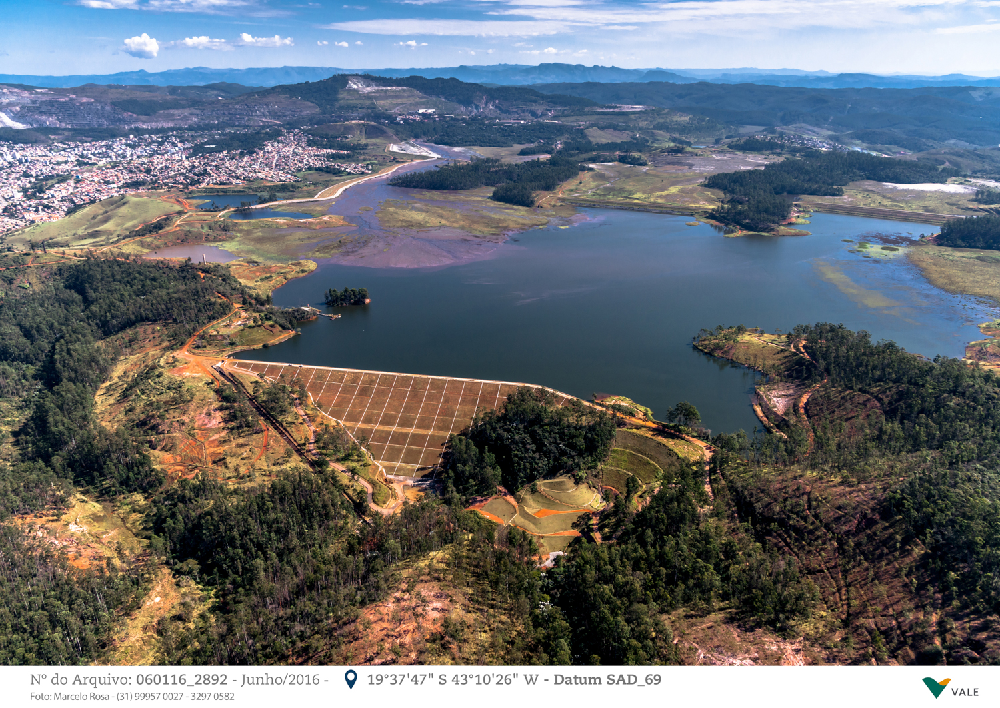 Nº do Arquivo: 060116_2892 - Junho/2016 - 19°37'47" S 43°10'26" W - Datum SAD_69
Foto: Marcelo Rosa - (31) 99957 0027 - 3297 0582
VALE